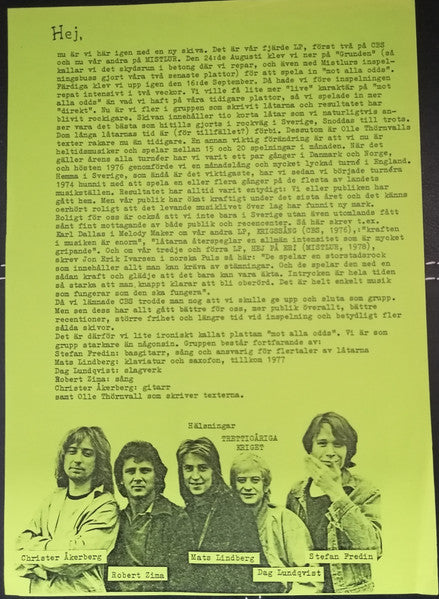 Hej,
nu är vi här igen med en ny skiva. Det är vår fjärde LP, först två på CBS
och nu vår andra på MISTLUR. Den 24:de Augusti klev vi ner på "Grunden" (så
kallar vi det skyddsrum i betong där vi repar, och även med Mistlurs inspel-
ningsbuss gjort våra två senaste plattor) för att spela in "mot alla odds".
Färdiga klev vi upp igen den 16:de September. Då hade vi före inspelningen
repat intensivt i två veckor. Vi ville få lite mer "live" karaktär på "mot
alla odds" än vad vi haft på våra tidigare plattor, så vi spelade in mer
"direkt". Nu är vi fler i gruppen som skrivit låtarna och resultatet har
blivit rockigare. Skivan innehåller tio korta låtar som vi naturligtvis an-
ser vara det bästa som hittills gjorts i rockväg i Sverige, Snoddas till trots.
Dom långa låtarnas tid är (för tillfället?) förbi. Dessutom är Olle Thörnvalls
texter rakare nu än tidigare. En annan viktig förändring är att vi nu är
heltidsmusiker och spelar mellan 15 och 20 spelningar i månaden. När det
gäller årens alla turnéer har vi varit ett par gånger i Danmark och Norge,
och hösten 1976 genomförde vi en månadslång och mycket lyckad turné i England.
Hemma i Sverige, som ändå är det viktigaste, har vi sedan vi började turnéra
1974 hunnit med att spela en eller flera gånger på de flesta av landets
musikställen. Resultatet har alltid varit entydigt: Vi eller publiken har
gått hem. Men vår publik har ökat kraftigt under det sista året och det känns
oerhört roligt att det levande musiklivet över lag har funnit ny mark.
Roligt för oss är också att vi inte bara i Sverige utan även utomlands fått
sånt fint mottagande av både publik och recensenter. Så här skrev t.ex.
Earl Dallas i Melody Maker om vår andra LP, KRIGSSÅNG (CBS, 1976),:"kraften
i musiken är enorm", "låtarna återspeglar en allmän intensitet som är mycket
gripande". Och om vår tredje och förra LP, HEJ PÅ ER! (MISTLUR, 1978),
skrev Jon Erik Ivarsen i norska Puls så här: "De spelar en storstadsrock
som innehåller allt man kan kräva av stämningar. Och de spelar den med en
sådan kraft och glädje att det bara kan vara äkta. Intrycken är hela tiden
så starka att man knappt klarar att bli oberörd. Det är helt enkelt musik
som fungerar som den ska fungera".
Då vi lämnade CBS trodde man nog att vi skulle ge upp och sluta som grupp.
Men sen dess har allt gått bättre för oss, mer publik överallt, bättre
recentioner, större frihet och längre tid vid inspelning och betydligt fler
sålda skivor.
Det är därför vi lite ironiskt kallat plattan "mot alla odds". Vi är som
grupp starkare än någonsin. Gruppen består fortfarande av:
Stefan Fredin: basgitarr, sång och ansvarig för flertalet av låtarna
Mats Lindberg: klaviatur och saxofon, tillkom 1977
Dag Lundqvist: slagverk
Robert Zima: sång
Christer Åkerberg: gitarr
samt Olle Thörnvall som skriver texterna.
Hälsningar
TRETTIOÅRIGA
KRIGET
Christer Åkerberg
Robert Zima
Mats Lindberg
Dag Lundqvist
Stefan Fredin